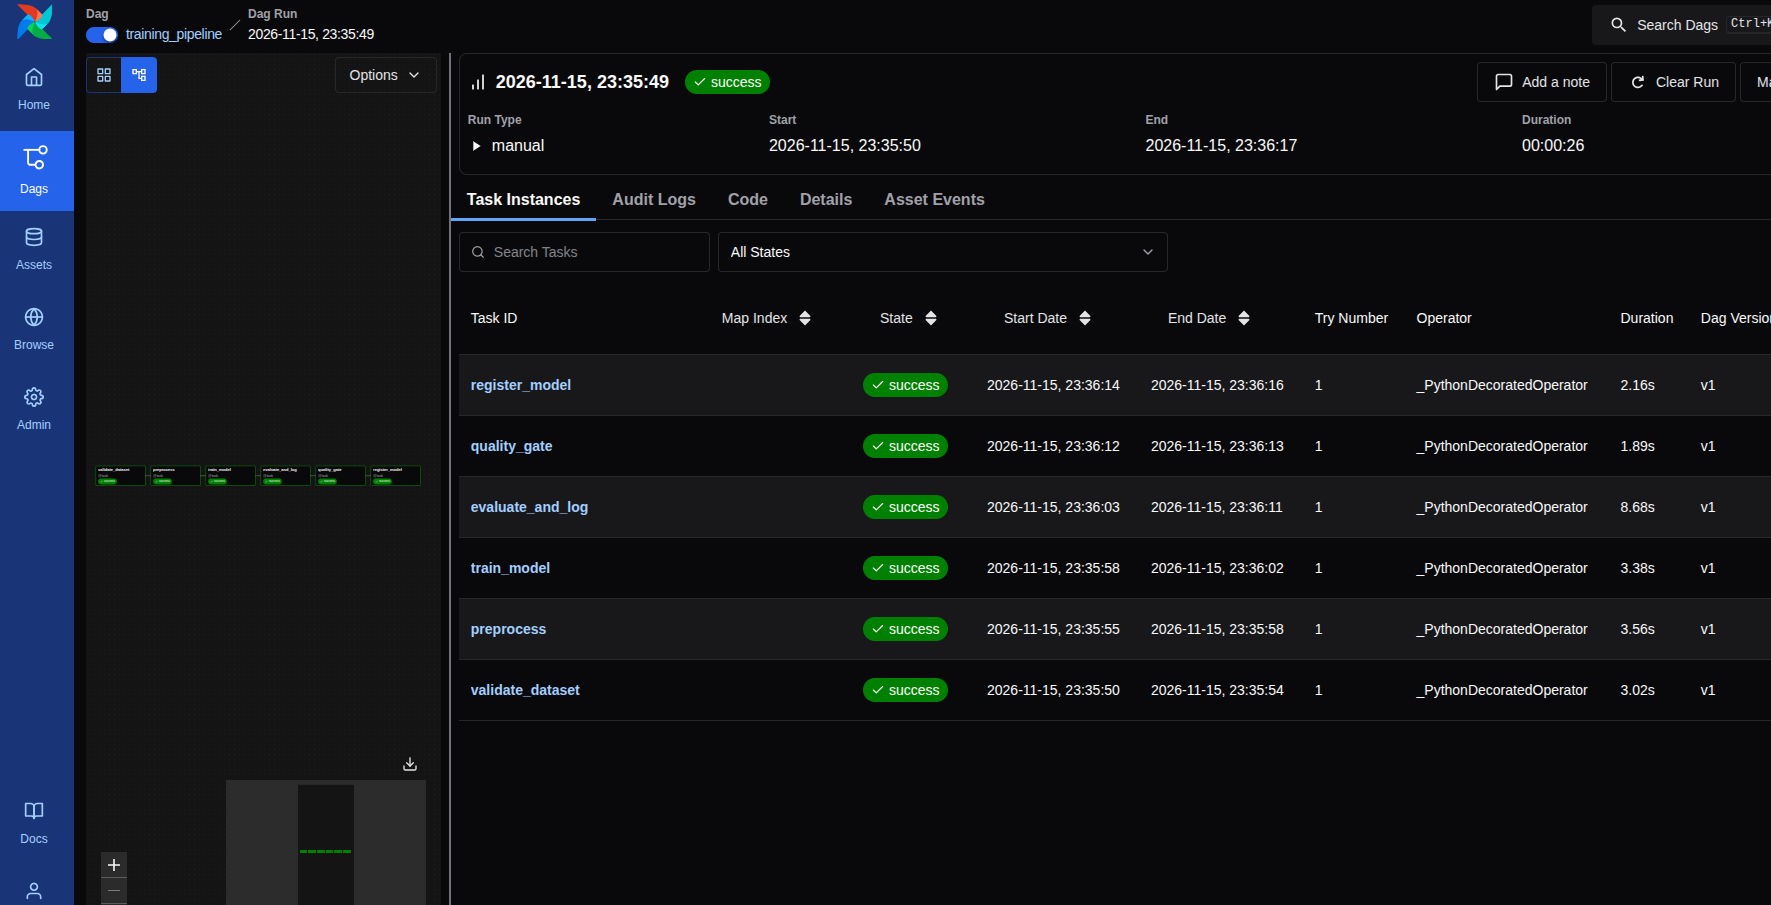 Dag
training_pipeline
Dag Run
2026-11-15, 23:35:49
Search Dags
Ctrl+K
Home
Dags
Assets
Browse
Admin
Docs
Options
validate_dataset
preprocess
train_model
evaluate_and_log
quality_gate
register_model
2026-11-15, 23:35:49
success
Add a note
Clear Run
Ma
Run Type
manual
Start
2026-11-15, 23:35:50
End
2026-11-15, 23:36:17
Duration
00:00:26
Task Instances
Audit Logs
Code
Details
Asset Events
Search Tasks
All States
Task ID Map Index State Start Date End Date Try Number Operator Duration Dag Version
register_model success 2026-11-15, 23:36:14 2026-11-15, 23:36:16 1 _PythonDecoratedOperator 2.16s v1
quality_gate success 2026-11-15, 23:36:12 2026-11-15, 23:36:13 1 _PythonDecoratedOperator 1.89s v1
evaluate_and_log success 2026-11-15, 23:36:03 2026-11-15, 23:36:11 1 _PythonDecoratedOperator 8.68s v1
train_model success 2026-11-15, 23:35:58 2026-11-15, 23:36:02 1 _PythonDecoratedOperator 3.38s v1
preprocess success 2026-11-15, 23:35:55 2026-11-15, 23:35:58 1 _PythonDecoratedOperator 3.56s v1
validate_dataset success 2026-11-15, 23:35:50 2026-11-15, 23:35:54 1 _PythonDecoratedOperator 3.02s v1